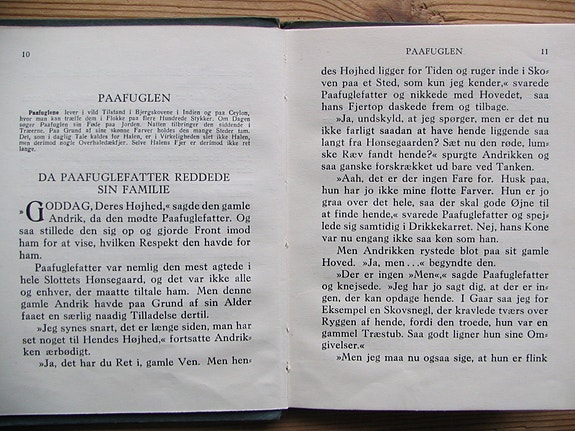 10
PAAFUGLEN
Paafuglene lever i vild Tilstand i Bjergskovene i Indien og paa Ceylon,
hvor man kan træffe dem i Flokke paa flere Hundrede Stykker. Om Dagen
søger Paafuglen sin Føde paa Jorden. Natten tilbringer den siddende i
Træerne. Paa Grund af sine skønne Farver holdes den mange Steder tam.
Det, som i daglig Tale kaldes for Halen, er i Virkeligheden slet ikke Halen,
men derimod nogle Overhaledækfjer. Selve Halens Fjer er derimod ikke ret
lange.
DA PAAFUGLEFATTER REDDEDE
SIN FAMILIE
»GODDAG, Deres Højhed,« sagde den gamle
Andrik, da den mødte Paafuglefatter. Og
saa stillede den sig op og gjorde Front imod
ham for at vise, hvilken Respekt den havde for
ham.
Paafuglefatter var nemlig den mest agtede i
hele Slottets Hønsegaard, og det var ikke alle
og enhver, der maatte tiltale ham. Men denne
gamle Andrik havde paa Grund af sin Alder
faaet en særlig naadig Tilladelse dertil.
»Jeg synes snart, det er længe siden, man har
set noget til Hendes Højhed,« fortsatte Andrik-
ken ærbødigt.
»Ja, det har du Ret i, gamle Ven. Men hen-
PAAFUGLEN
11
des Højhed ligger for Tiden og ruger inde i Sko-
ven paa et Sted, som kun jeg kender,« svarede
Paafuglefatter og nikkede med Hovedet, saa
hans Fjertop daskede frem og tilbage.
»Ja, undskyld, at jeg spørger, men er det nu
ikke farligt saadan at have hende liggende saa
langt fra Hønsegaarden? Sæt nu den røde, lum-
ske Ræv fandt hende?« spurgte Andrikken og
saa ganske forskrækket ud bare ved Tanken.
»Aah, det er der ingen Fare for. Husk paa,
hun har jo ikke mine flotte Farver. Hun er jo
graa over det hele, saa der skal gode Øjne til
at finde hende,« svarede Paafuglefatter og spej-
lede sig samtidig i Drikkekarret. Nej, hans Kone
var nu engang ikke saa køn som han.
Men Andrikken rystede blot paa sit gamle
Hoved. »Ja, men...« begyndte den.
»Der er ingen »Men«,« sagde Paafuglefatter
og knejsede. »Jeg har jo sagt dig, at der er in-
gen, der kan opdage hende. I Gaar saa jeg for
Eksempel en Skovsnegl, der kravlede tværs over
Ryggen af hende, fordi den troede, hun var en
gammel Træstub. Saa godt ligner hun sine Om-
givelser.«
»Men jeg maa nu ogsaa sige, at hun er flink